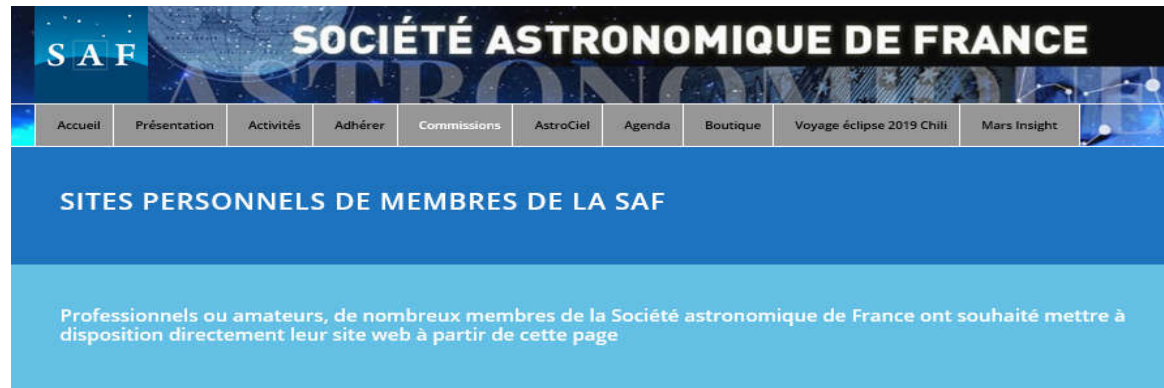 SAF
SOCIÉTÉ ASTRONOMIQUE DE FRANCE
ASTRONOMIQUE
Accueil Présentation Activités Adhérer Commissions AstroCiel Agenda Boutique Voyage éclipse 2019 Chili Mars Insight
SITES PERSONNELS DE MEMBRES DE LA SAF
Professionnels ou amateurs, de nombreux membres de la Société astronomique de France ont souhaité mettre à
disposition directement leur site web à partir de cette page